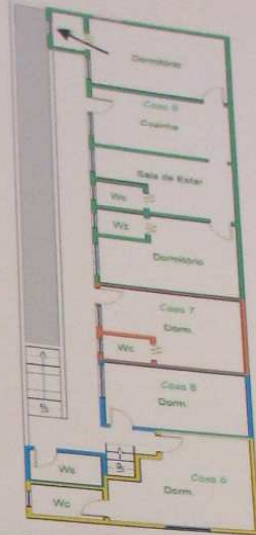 Dormitório
Casa 9
Cozinha
Sala de Estar
Wc
Wc
Dormitório
Casa 7
Dorm.
Wc
Casa 8
Dorm.
Wc
Casa 6
Dorm.
Wc